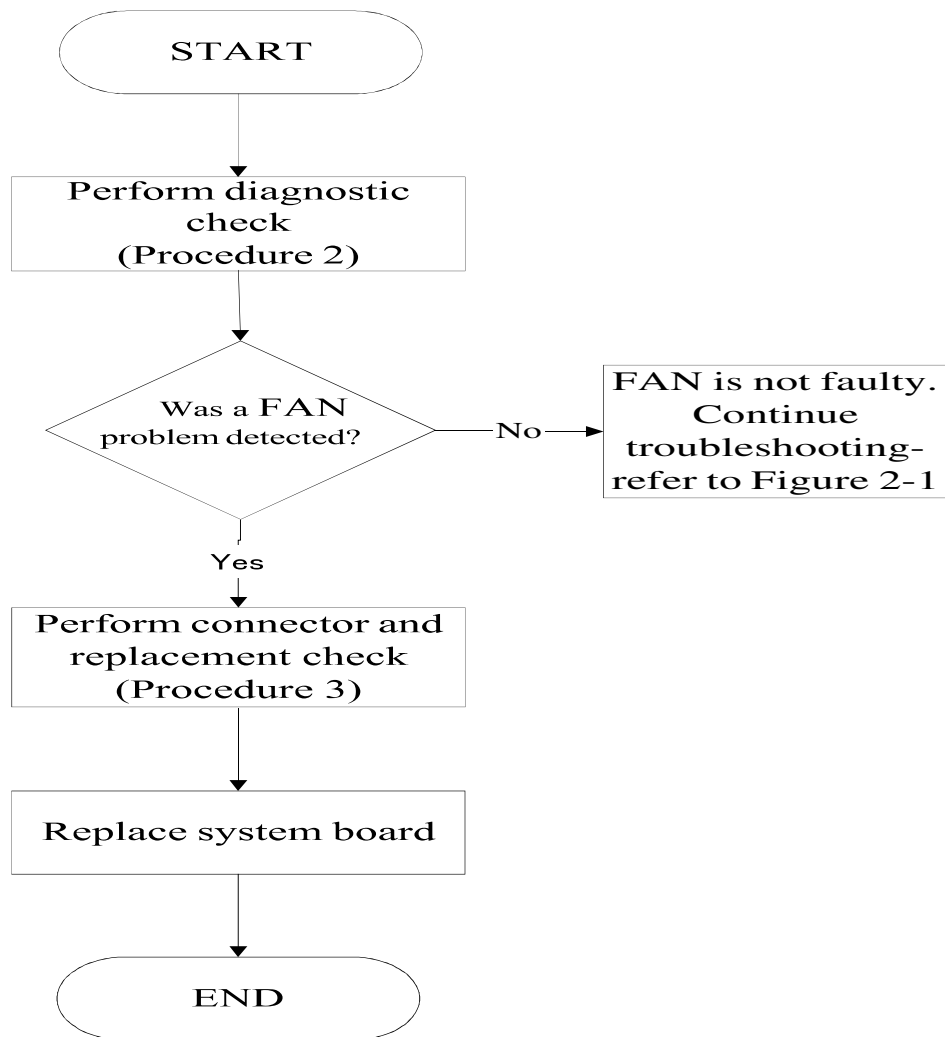 START
Perform diagnostic
check
(Procedure 2)
Was a FAN
problem detected?
No
FAN is not faulty.
Continue
troubleshooting-
refer to Figure 2-1
Yes
Perform connector and
replacement check
(Procedure 3)
Replace system board
END